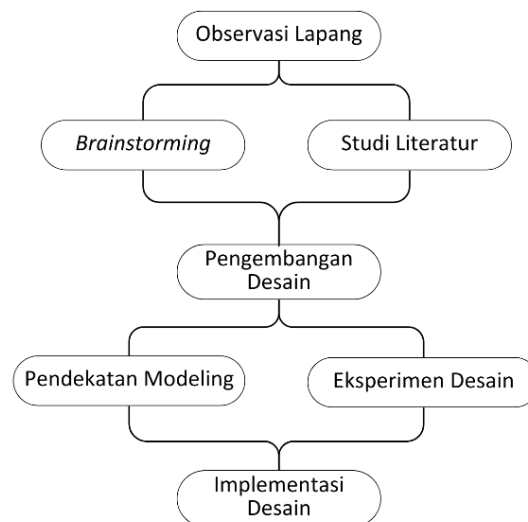 Observasi Lapang
Brainstorming
Studi Literatur
Pengembangan
Desain
Pendekatan Modeling
Eksperimen Desain
Implementasi
Desain